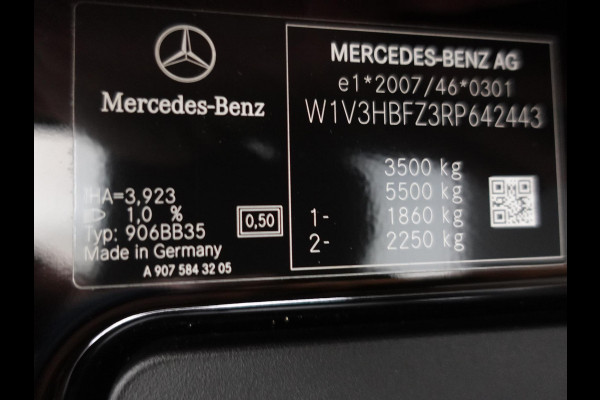 Mercedes-Benz
IHA=3,923
1,0 %
Typ: 906BB35
Made in Germany
0,50
A 907 584 32 05
MERCEDES-BENZ AG
e1*2007/46*0301
W1V3HBFZ3RP642443
3500 kg
5500 kg
1- 1860 kg
2- 2250 kg